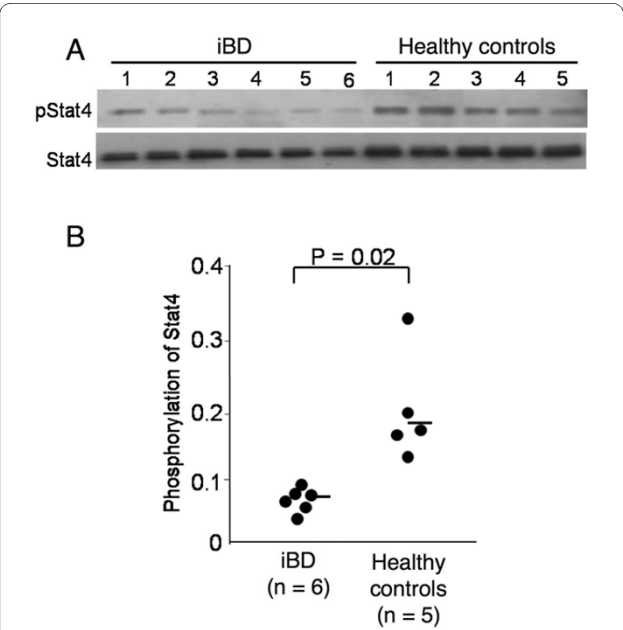 A
iBD
Healthy controls
1 2 3 4 5 6 1 2 3 4 5
pStat4
Stat4
B
P = 0.02
0.4
0.3
0.2
0.1
0
Phosphorylation of Stat4
iBD
(n = 6)
Healthy
controls
(n = 5)